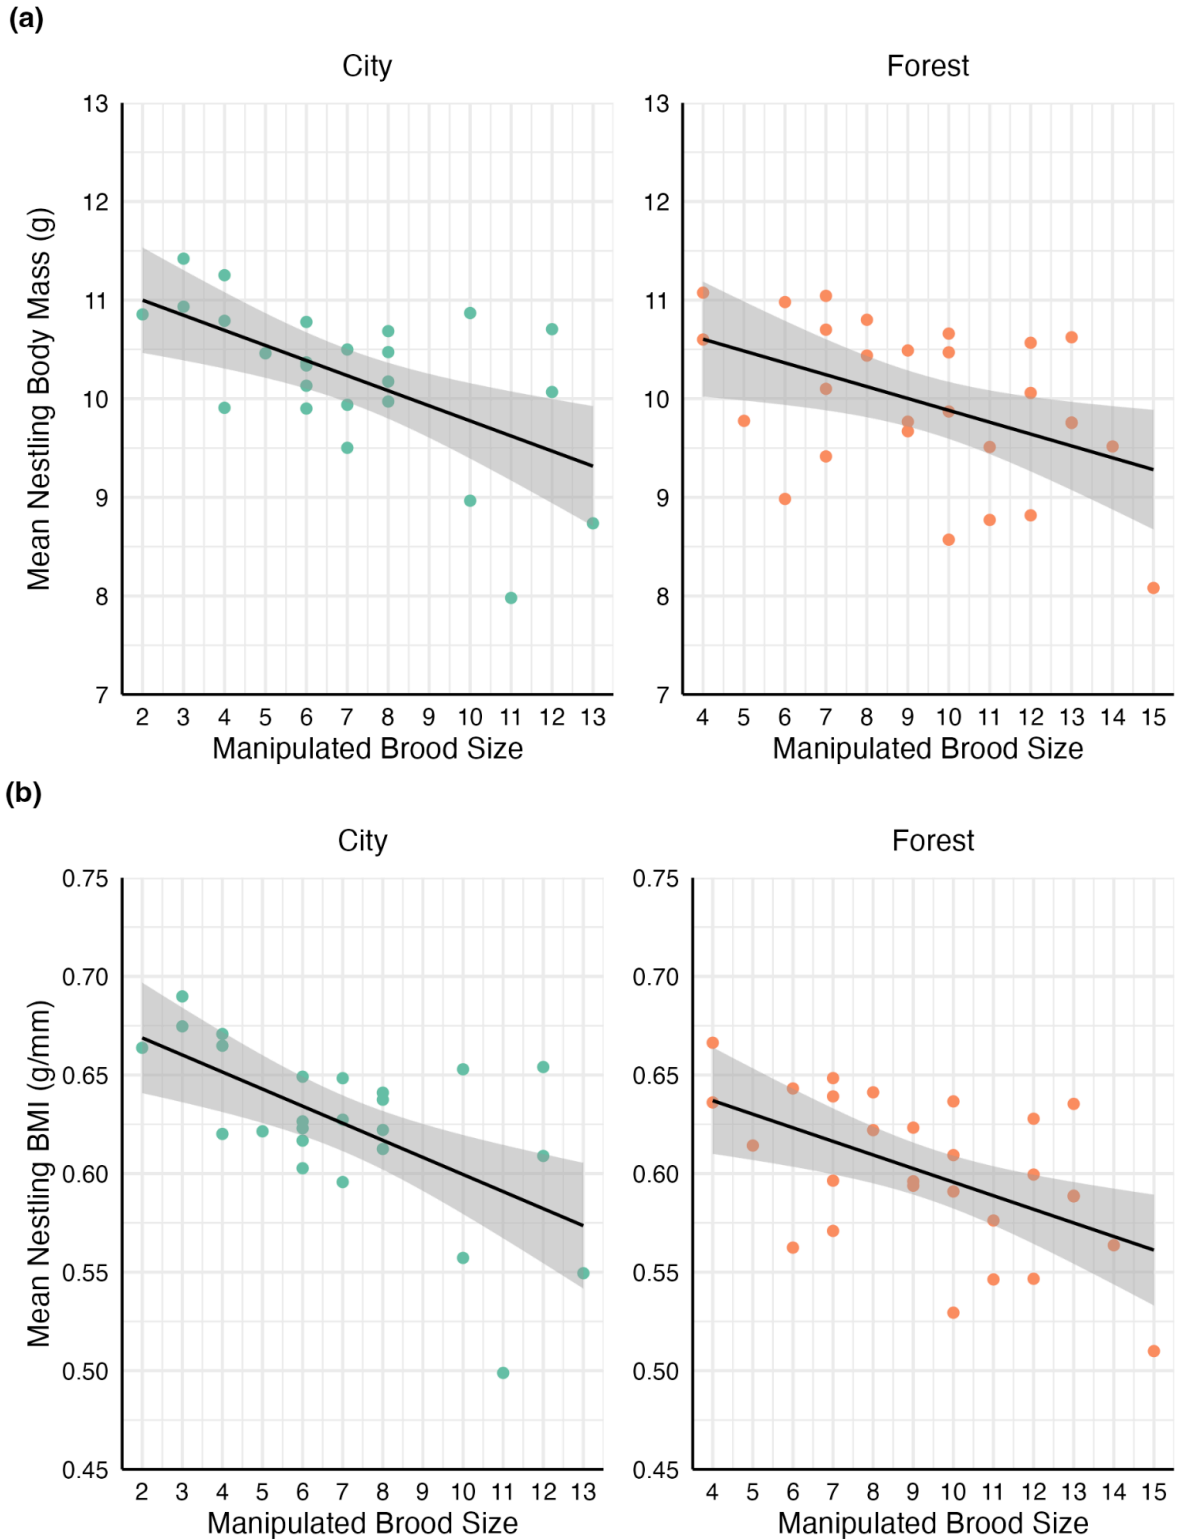 (a)
City
Forest
Mean Nestling Body Mass (g)
13
12
11
10
9
8
7
2 3 4 5 6 7 8 9 10 11 12 13
Manipulated Brood Size
13
12
11
10
9
8
7
4 5 6 7 8 9 10 11 12 13 14 15
Manipulated Brood Size
(b)
City
Forest
Mean Nestling BMI (g/mm)
0.75
0.70
0.65
0.60
0.55
0.50
0.45
2 3 4 5 6 7 8 9 10 11 12 13
Manipulated Brood Size
0.75
0.70
0.65
0.60
0.55
0.50
0.45
4 5 6 7 8 9 10 11 12 13 14 15
Manipulated Brood Size